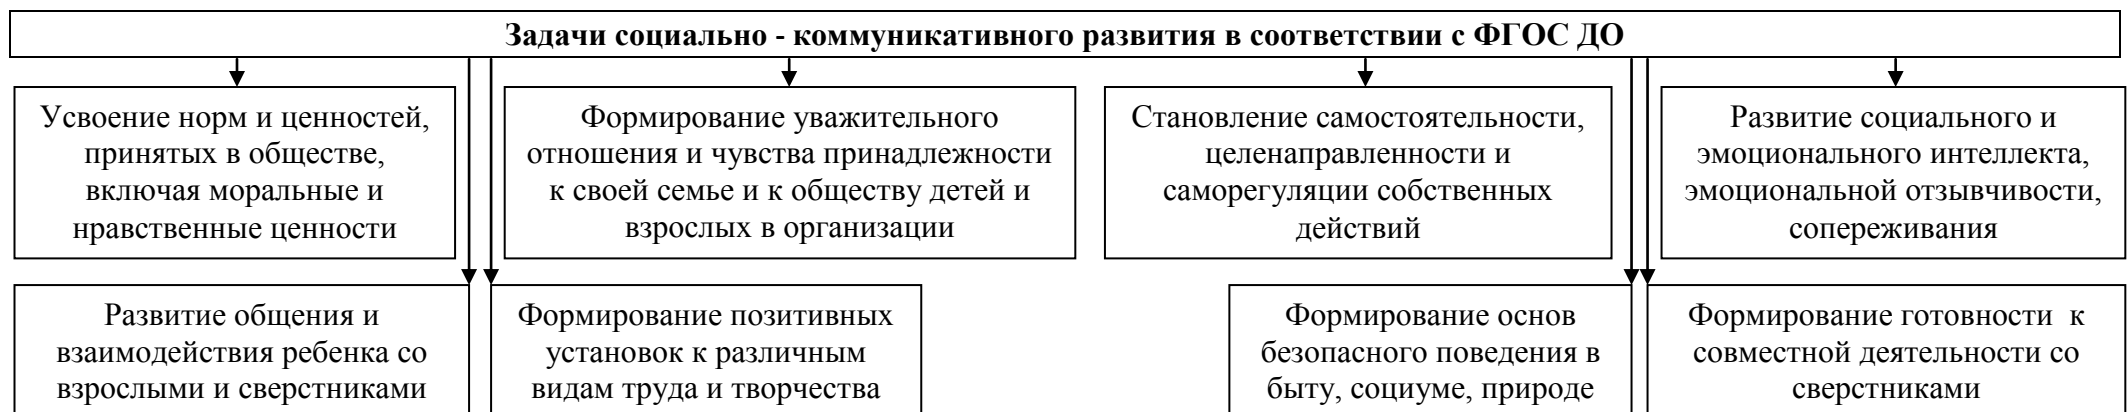 Задачи социально - коммуникативного развития в соответствии с ФГОС ДО
Усвоение норм и ценностей,
принятых в обществе,
включая моральные и
нравственные ценности
Формирование уважительного
отношения и чувства принадлежности
к своей семье и к обществу детей и
взрослых в организации
Становление самостоятельности,
целенаправленности и
саморегуляции собственных
действий
Развитие социального и
эмоционального интеллекта,
эмоциональной отзывчивости,
сопереживания
Развитие общения и
взаимодействия ребенка со
взрослыми и сверстниками
Формирование позитивных
установок к различным
видам труда и творчества
Формирование основ
безопасного поведения в
быту, социуме, природе
Формирование готовности к
совместной деятельности со
сверстниками